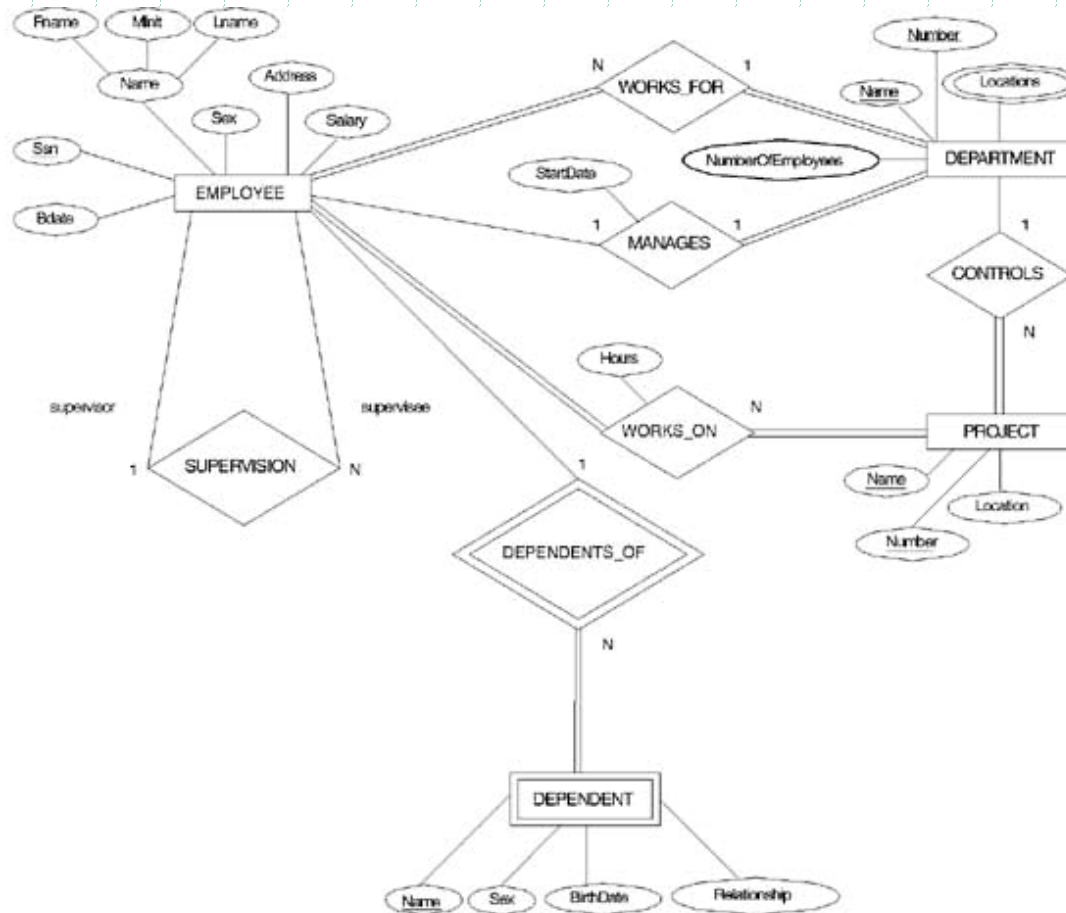 Fname
Minit
Lname
Name
Address
Sex
Salary
Ssn
Bdate
EMPLOYEE
N
WORKS_FOR
1
Number
Name
Locations
NumberOfEmployees
DEPARTMENT
StartDate
1
MANAGES
1
1
CONTROLS
N
supervisor
supervisee
1
SUPERVISION
N
Hours
WORKS_ON
N
PROJECT
Name
Number
Location
1
DEPENDENTS_OF
N
DEPENDENT
Name
Sex
BirthDate
Relationship